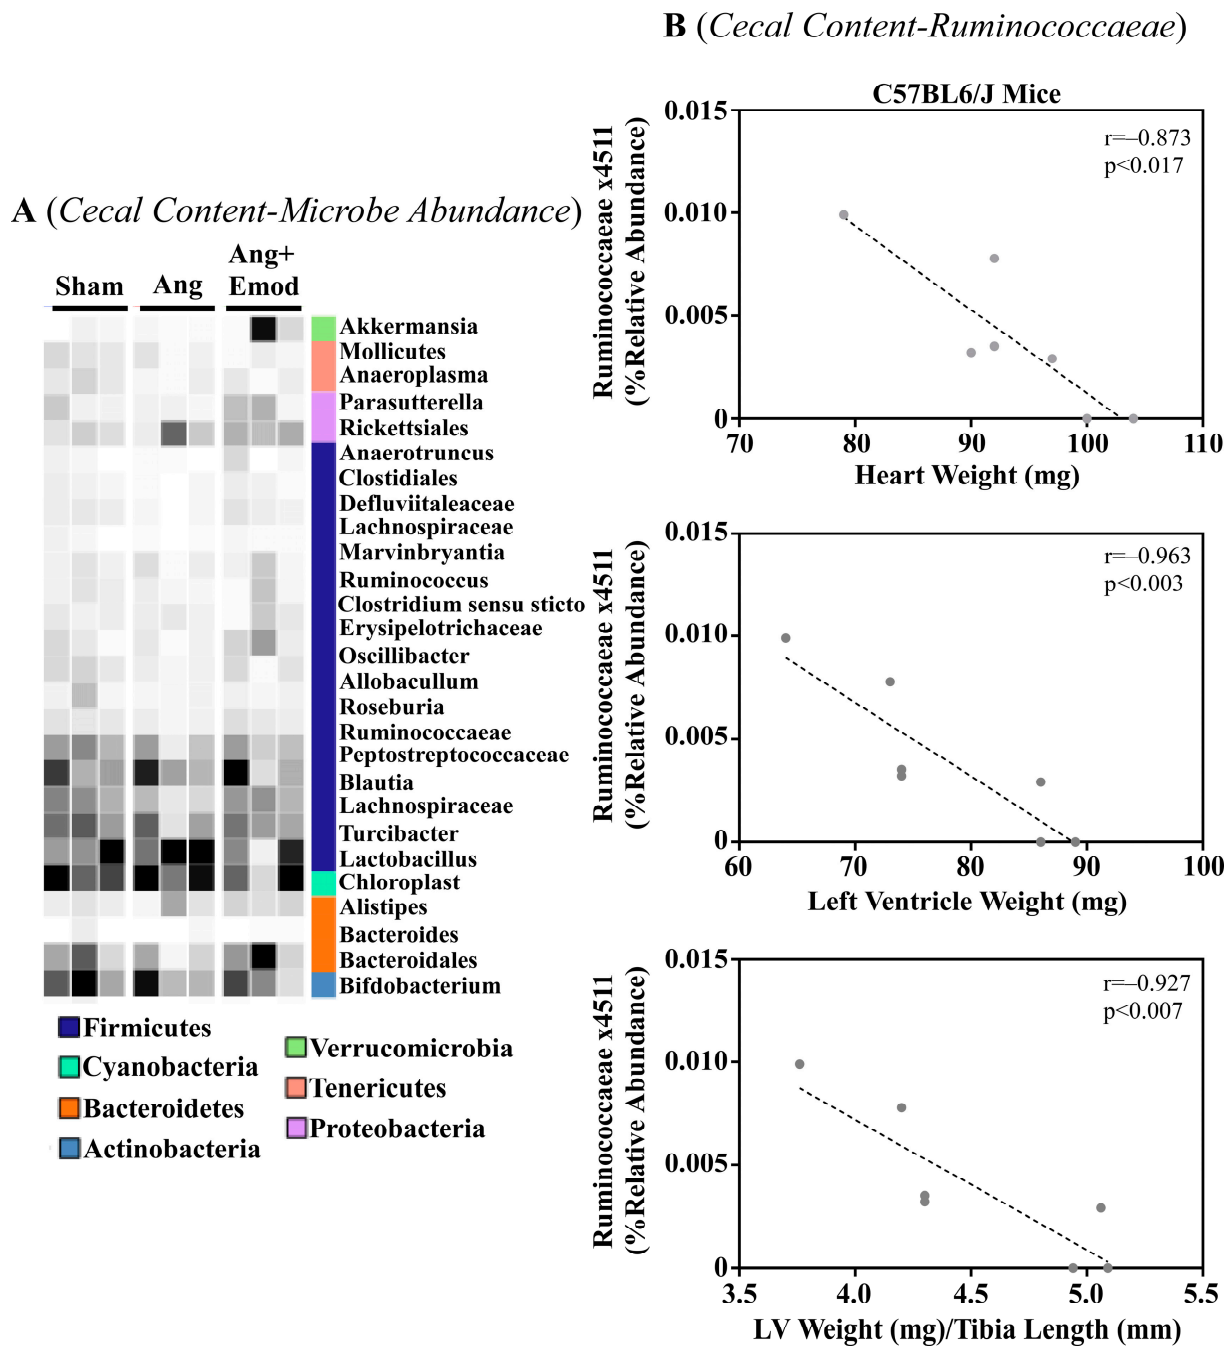 A (Cecal Content-Microbe Abundance)
Sham
Ang
Ang+
Emod
Akkermansia
Mollicutes
Anaeroplasma
Parasutterella
Rickettsiales
Anaerotruncus
Clostidiales
Defluviitaleaceae
Lachnospiraceae
Marvinbryantia
Ruminococcus
Clostridium sensu sticto
Erysipelotrichaceae
Oscillibacter
Allobacullum
Roseburia
Ruminococcaeae
Peptostreptococcaceae
Blautia
Lachnospiraceae
Turcibacter
Lactobacillus
Chloroplast
Alistipes
Bacteroides
Bacteroidales
Bifdobacterium
Firmicutes
Cyanobacteria
Bacteroidetes
Actinobacteria
Verrucomicrobia
Tenericutes
Proteobacteria
B (Cecal Content-Ruminoccaeae)
C57BL6/J Mice
Ruminoccaeae x4511
(%Relative Abundance)
0.015
0.010
0.005
0
r=–0.873
p<0.017
70 80 90 100 110
Heart Weight (mg)
Ruminoccaeae x4511
(%Relative Abundance)
0.015
0.010
0.005
0
r=–0.963
p<0.003
60 70 80 90 100
Left Ventricle Weight (mg)
Ruminoccaeae x4511
(%Relative Abundance)
0.015
0.010
0.005
0
r=–0.927
p<0.007
3.5 4.0 4.5 5.0 5.5
LV Weight (mg)/Tibia Length (mm)